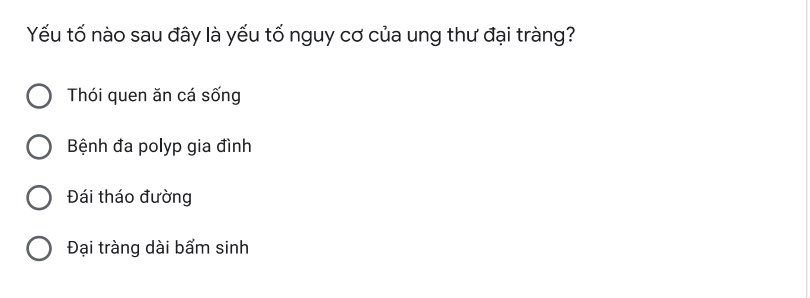 Yếu tố nào sau đây là yếu tố nguy cơ của ung thư đại tràng?
Thói quen ăn cá sống
Bệnh đa polyp gia đình
Đái tháo đường
Đại tràng dài bẩm sinh